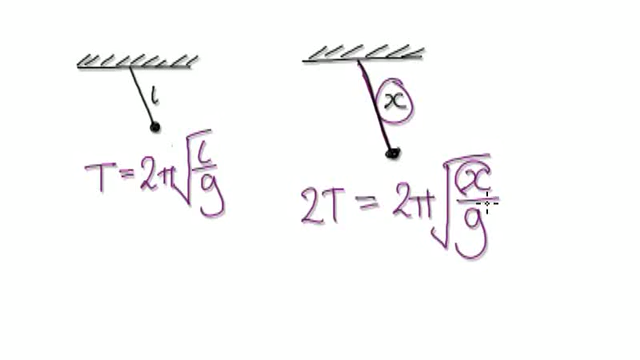 l
x
T = 2π√(l/g)
2T = 2π√(x/g)